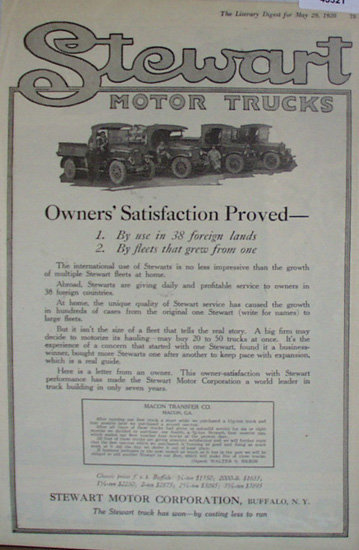 The Literary Digest for May 29, 1920
Stewart
MOTOR TRUCKS
Owners' Satisfaction Proved—
1. By use in 38 foreign lands
2. By fleets that grew from one
The international use of Stewarts is no less impressive than the growth
of multiple Stewart fleets at home.
Abroad, Stewarts are giving daily and profitable service to owners in
38 foreign countries.
At home, the unique quality of Stewart service has caused the growth
in hundreds of cases from the original one Stewart (write for names) to
large fleets.
But it isn't the size of a fleet that tells the real story. A big firm may
decide to motorize its hauling—may buy 20 to 50 trucks at once. It's the
experience of a concern that started with one Stewart, found it a business-
winner, bought more Stewarts one after another to keep pace with expansion,
which is a real guide.
Here is a letter from an owner. This owner-satisfaction with Stewart
performance has made the Stewart Motor Corporation a world leader in
truck building in only 7 years.
MACON TRANSFER CO.
MACON, GA.
STEWART MOTOR CORPORATION, BUFFALO, N. Y.
The Stewart truck has won—by costing less to run